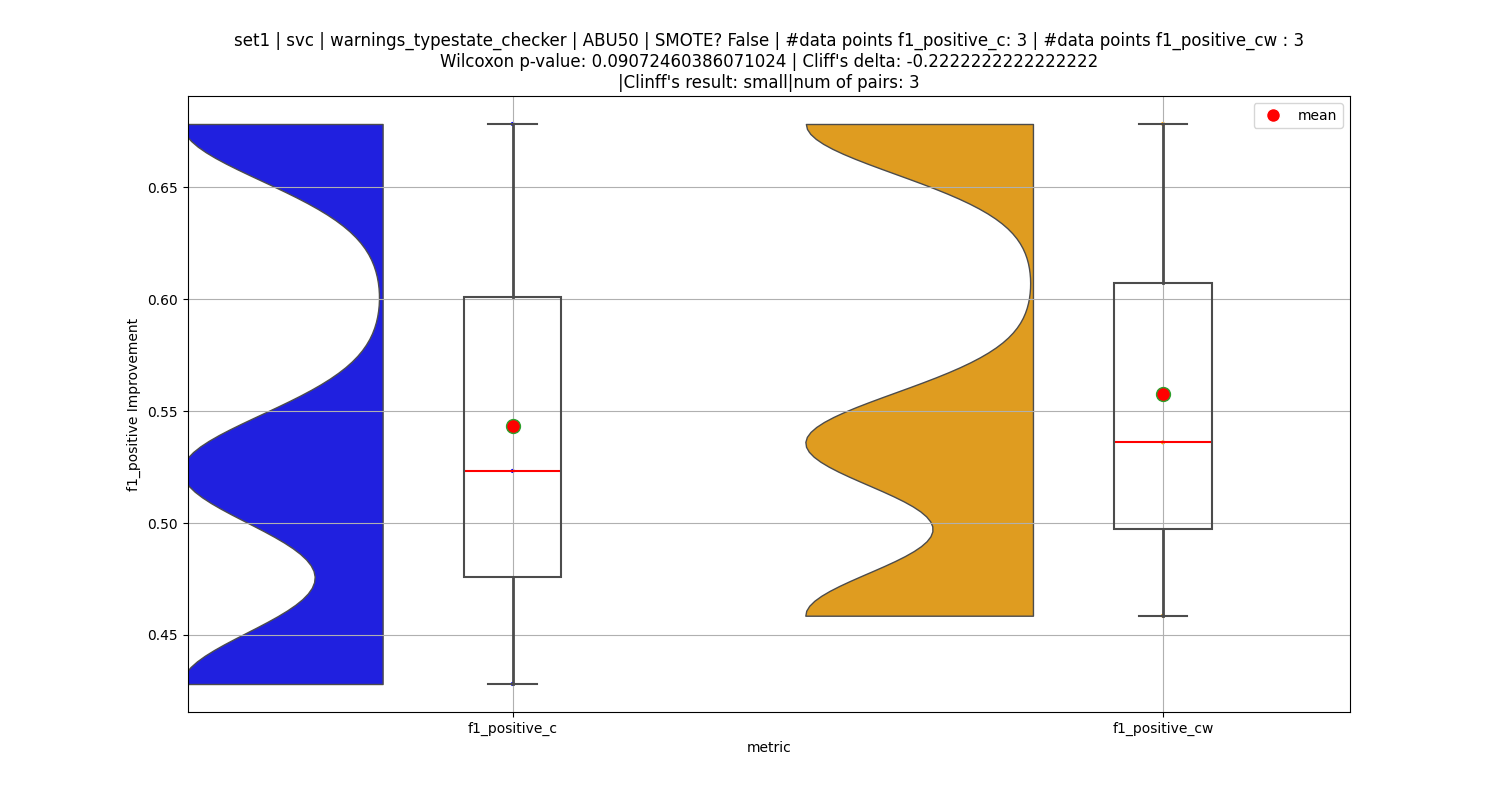 set1 | svc | warnings_typestate_checker | ABU50 | SMOTE? False | #data points f1_positive_c: 3 | #data points f1_positive_cw : 3
Wilcoxon p-value: 0.09072460386071024 | Cliff's delta: -0.2222222222222222
|Clinff's result: small|num of pairs: 3
mean
0.65
0.60
0.55
0.50
0.45
f1_positive Improvement
f1_positive_c
f1_positive_cw
metric